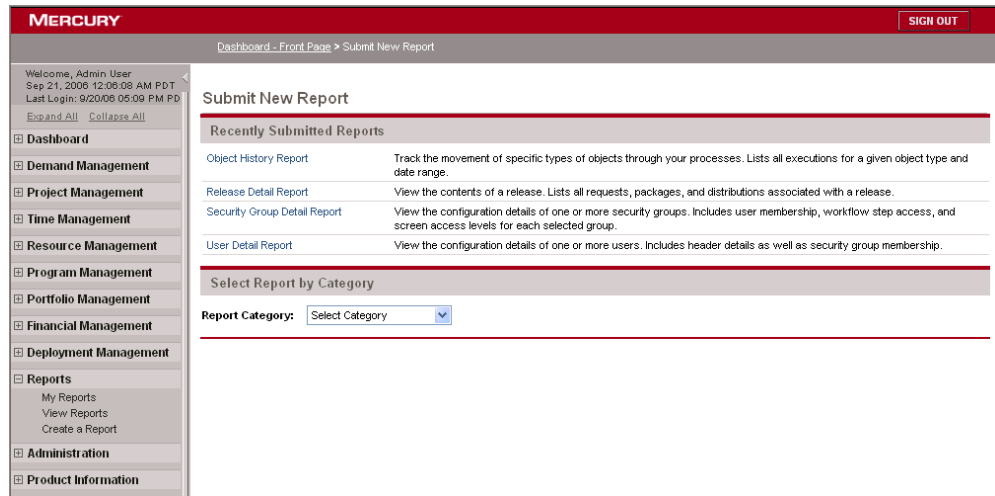 MERCURY
SIGN OUT
Dashboard - Front Page > Submit New Report
Welcome, Admin User
Sep 21, 2006 12:06:08 AM PDT
Last Login: 9/20/06 05:09 PM PD
Expand All Collapse All
Dashboard
Demand Management
Project Management
Time Management
Resource Management
Program Management
Portfolio Management
Financial Management
Deployment Management
Reports
My Reports
View Reports
Create a Report
Administration
Product Information
Submit New Report
Recently Submitted Reports
Object History Report
Track the movement of specific types of objects through your processes. Lists all executions for a given object type and
date range.
Release Detail Report
View the contents of a release. Lists all requests, packages, and distributions associated with a release.
Security Group Detail Report
View the configuration details of one or more security groups. Includes user membership, workflow step access, and
screen access levels for each selected group.
User Detail Report
View the configuration details of one or more users. Includes header details as well as security group membership.
Select Report by Category
Report Category: Select Category